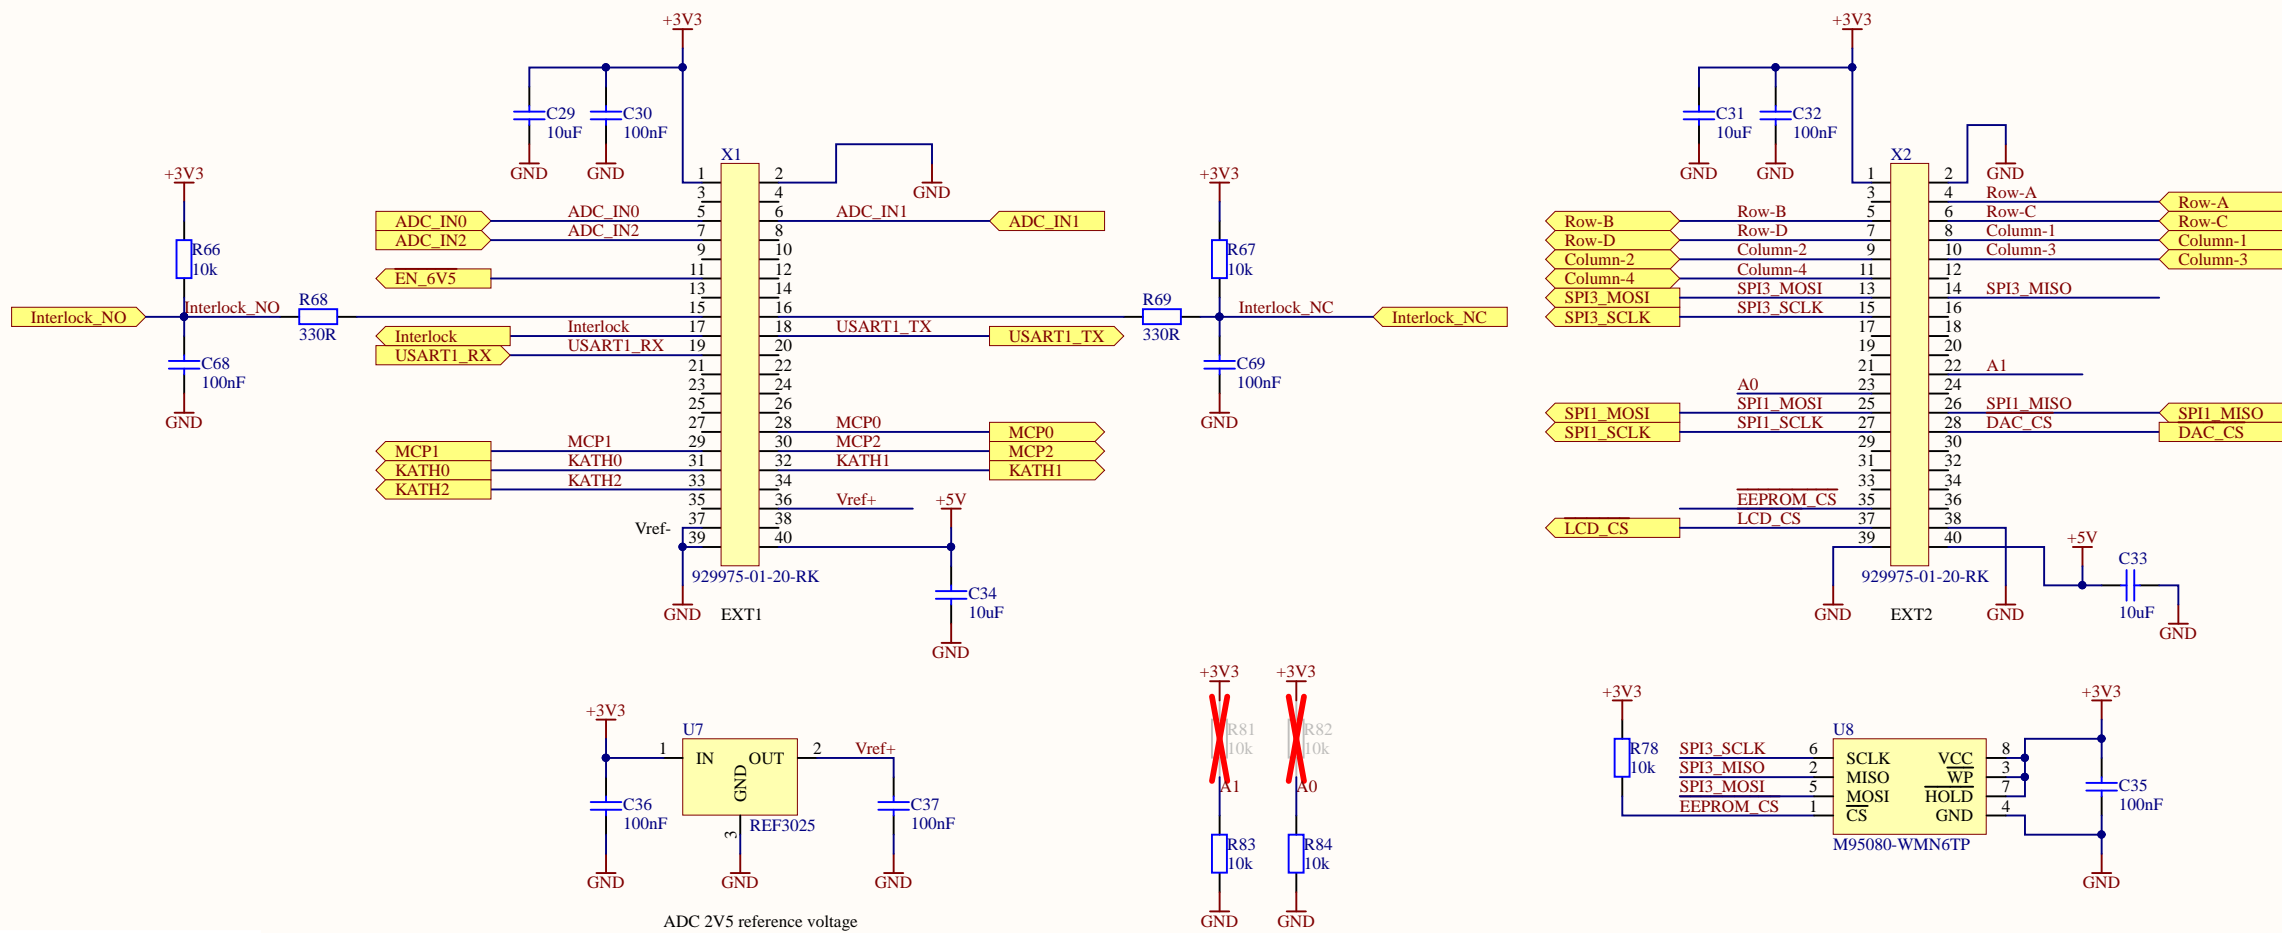 +3V3
C29
10uF
C30
100nF
GND
GND
GND
X1
1 2
3 4
5 6
7 8
9 10
11 12
13 14
15 16
17 18
19 20
21 22
23 24
25 26
27 28
29 30
31 32
33 34
35 36
37 38
39 40
ADC_IN0 ADC_IN0
ADC_IN2 ADC_IN2
EN_6V5
Interlock Interlock
USART1_RX USART1_RX
MCP1 MCP1
KATH0 KATH0
KATH2 KATH2
Vref-
GND
ADC_IN1 ADC_IN1
USART1_TX USART1_TX
MCP0 MCP0
MCP2 MCP2
KATH1 KATH1
Vref+
+5V
C34
10uF
GND
929975-01-20-RK
EXT1
+3V3
R66
10k
Interlock_NO
Interlock_NO
R68
330R
C68
100nF
GND
+3V3
R67
10k
R69
330R
Interlock_NC
Interlock_NC
C69
100nF
GND
+3V3
C31
10uF
C32
100nF
GND
GND
GND
X2
1 2
3 4
5 6
7 8
9 10
11 12
13 14
15 16
17 18
19 20
21 22
23 24
25 26
27 28
29 30
31 32
33 34
35 36
37 38
39 40
Row-B Row-B
Row-D Row-D
Column-2 Column-2
Column-4 Column-4
SPI3_MOSI SPI3_MOSI
SPI3_SCLK SPI3_SCLK
A0
SPI1_MOSI SPI1_MOSI
SPI1_SCLK SPI1_SCLK
EEPROM_CS
LCD_CS LCD_CS
Row-A Row-A
Row-C Row-C
Column-1 Column-1
Column-3 Column-3
SPI3_MISO
A1
SPI1_MISO SPI1_MISO
DAC_CS DAC_CS
+5V
C33
10uF
GND
GND
GND
929975-01-20-RK
EXT2
+3V3
U7
1 IN OUT 2
GND
3
Vref+
REF3025
C36
100nF
C37
100nF
GND
GND
GND
ADC 2V5 reference voltage
+3V3 +3V3
R81
10k
R82
10k
A1 A0
R83
10k
R84
10k
GND GND
+3V3
R78
10k
U8
SPI3_SCLK 6 SCLK VCC 8
SPI3_MISO 2 MISO WP 3
SPI3_MOSI 5 MOSI HOLD 7
EEPROM_CS 1 CS GND 4
M95080-WMN6TP
+3V3
C35
100nF
GND